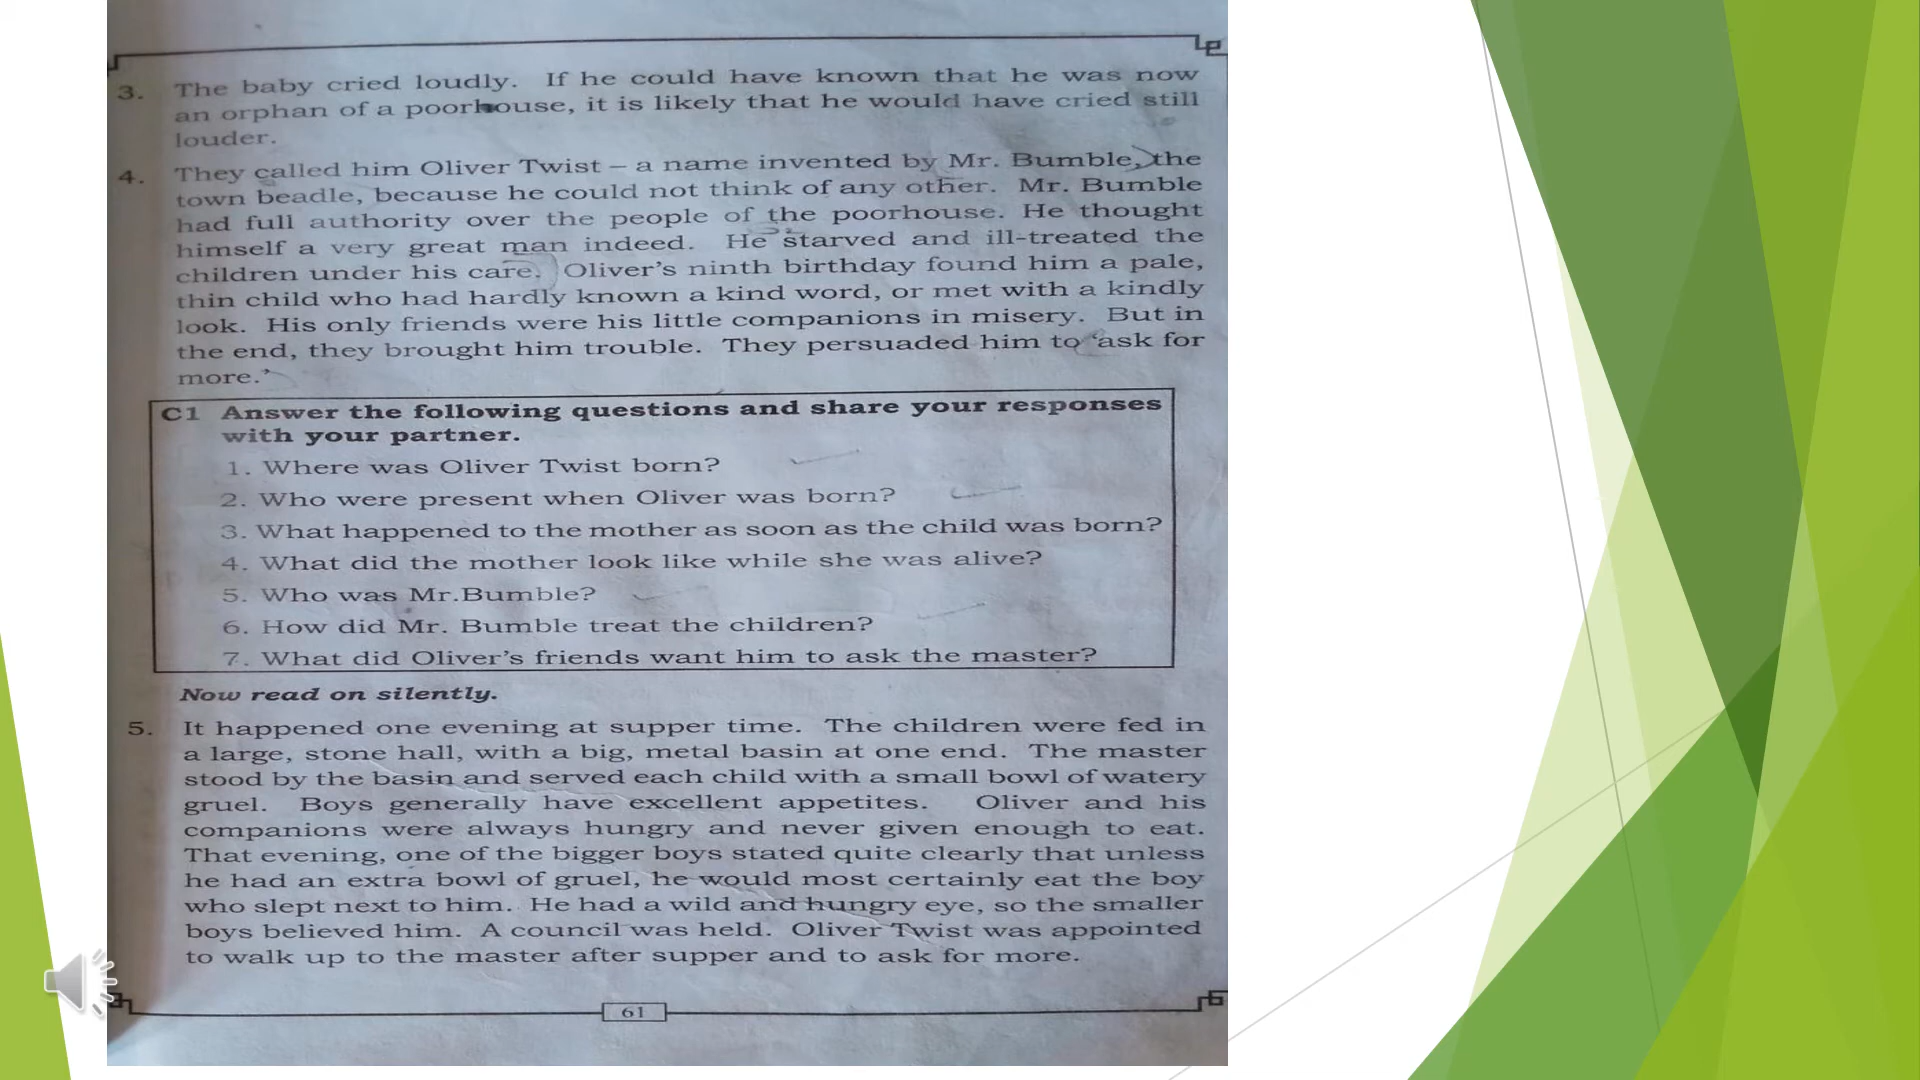 3. The baby cried loudly. If he could have known that he was now
an orphan of a poorhouse, it is likely that he would have cried still
louder.
4. They called him Oliver Twist – a name invented by Mr. Bumble, the
town beadle, because he could not think of any other. Mr. Bumble
had full authority over the people of the poorhouse. He thought
himself a very great man indeed. He starved and ill-treated the
children under his care. Oliver's ninth birthday found him a pale,
thin child who had hardly known a kind word, or met with a kindly
look. His only friends were his little companions in misery. But in
the end, they brought him trouble. They persuaded him to 'ask for
more.'
C1 Answer the following questions and share your responses
with your partner.
1. Where was Oliver Twist born?
2. Who were present when Oliver was born?
3. What happened to the mother as soon as the child was born?
4. What did the mother look like while she was alive?
5. Who was Mr.Bumble?
6. How did Mr. Bumble treat the children?
7. What did Oliver's friends want him to ask the master?
Now read on silently.
5. It happened one evening at supper time. The children were fed in
a large, stone hall, with a big, metal basin at one end. The master
stood by the basin and served each child with a small bowl of watery
gruel. Boys generally have excellent appetites. Oliver and his
companions were always hungry and never given enough to eat.
That evening, one of the bigger boys stated quite clearly that unless
he had an extra bowl of gruel, he would most certainly eat the boy
who slept next to him. He had a wild and hungry eye, so the smaller
boys believed him. A council was held. Oliver Twist was appointed
to walk up to the master after supper and to ask for more.
61